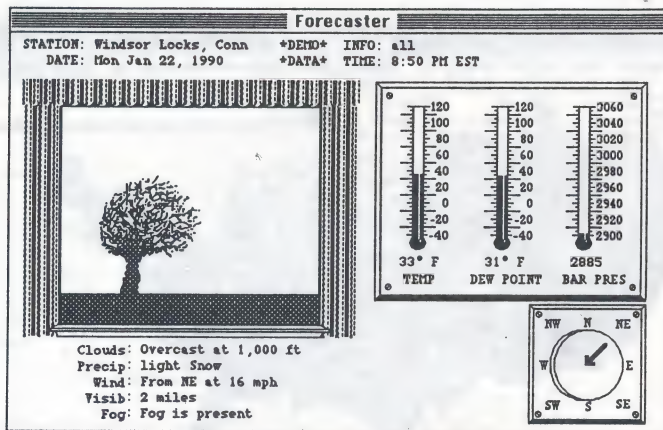 Forecaster
STATION: Windsor Locks, Conn *DEMO* INFO: all
DATE: Mon Jan 22, 1990 *DATA* TIME: 8:50 PM EST
120 120 3060
100 100 3040
80 80 3020
60 60 3000
40 40 2980
20 20 2960
0 0 2940
-20 -20 2920
-40 -40 2900
33° F 31° F 2885
TEMP DEW POINT BAR PRES
NW N NE
W E
SW S SE
Clouds: Overcast at 1,000 ft
Precip: light Snow
Wind: From NE at 16 mph
Visib: 2 miles
Fog: Fog is present